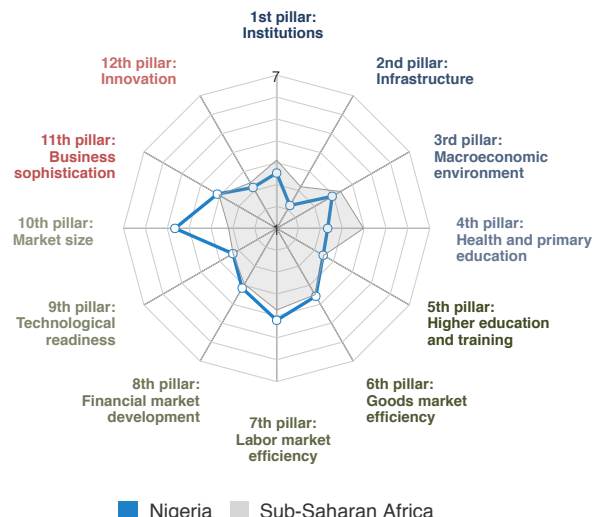 1st pillar:
Institutions
2nd pillar:
Infrastructure
3rd pillar:
Macroeconomic
environment
4th pillar:
Health and primary
education
5th pillar:
Higher education
and training
6th pillar:
Goods market
efficiency
7th pillar:
Labor market
efficiency
8th pillar:
Financial market
development
9th pillar:
Technological
readiness
10th pillar:
Market size
11th pillar:
Business
sophistication
12th pillar:
Innovation
7
1
Nigeria Sub-Saharan Africa